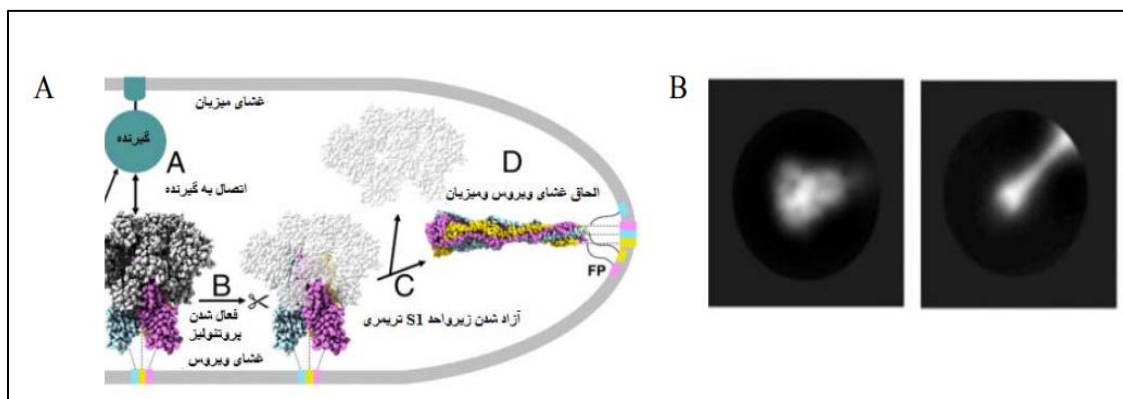 A
غشای میزبان
گیرنده
A
اتصال به گیرنده
B
فعال شدن
پروتئولیز
غشای ویروس
C
آزاد شدن زیرواحد S1 تریمری
D
الحاق غشای ویروس ومیزبان
FP
B